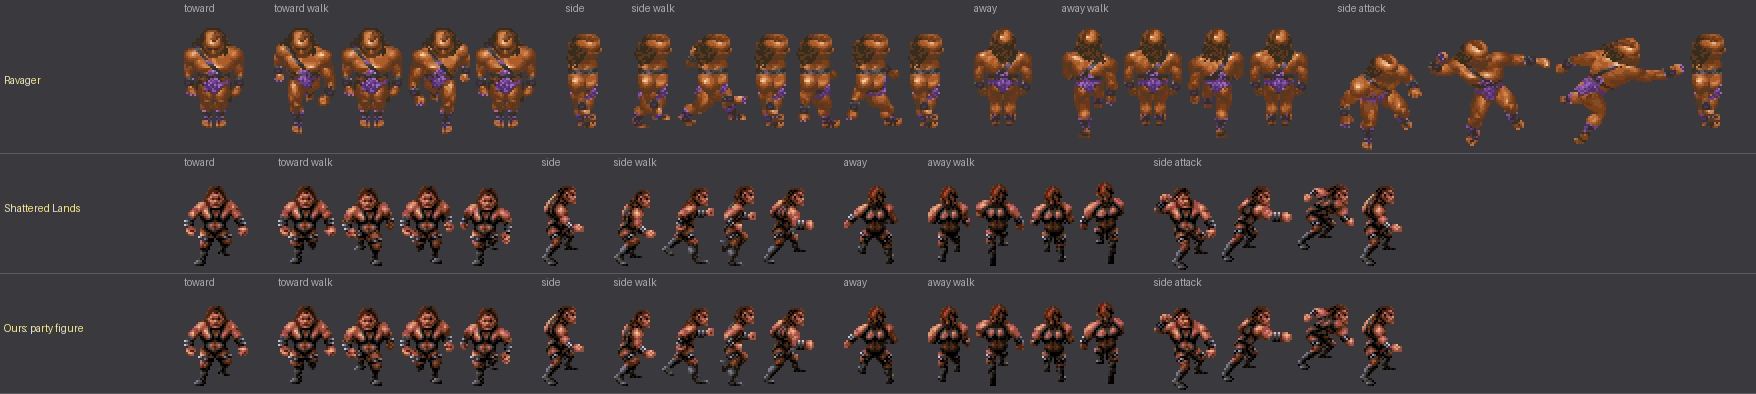 toward toward walk side side walk away away walk side attack
Ravager
toward toward walk side side walk away away walk side attack
Shattered Lands
toward toward walk side side walk away away walk side attack
Ours: party figure